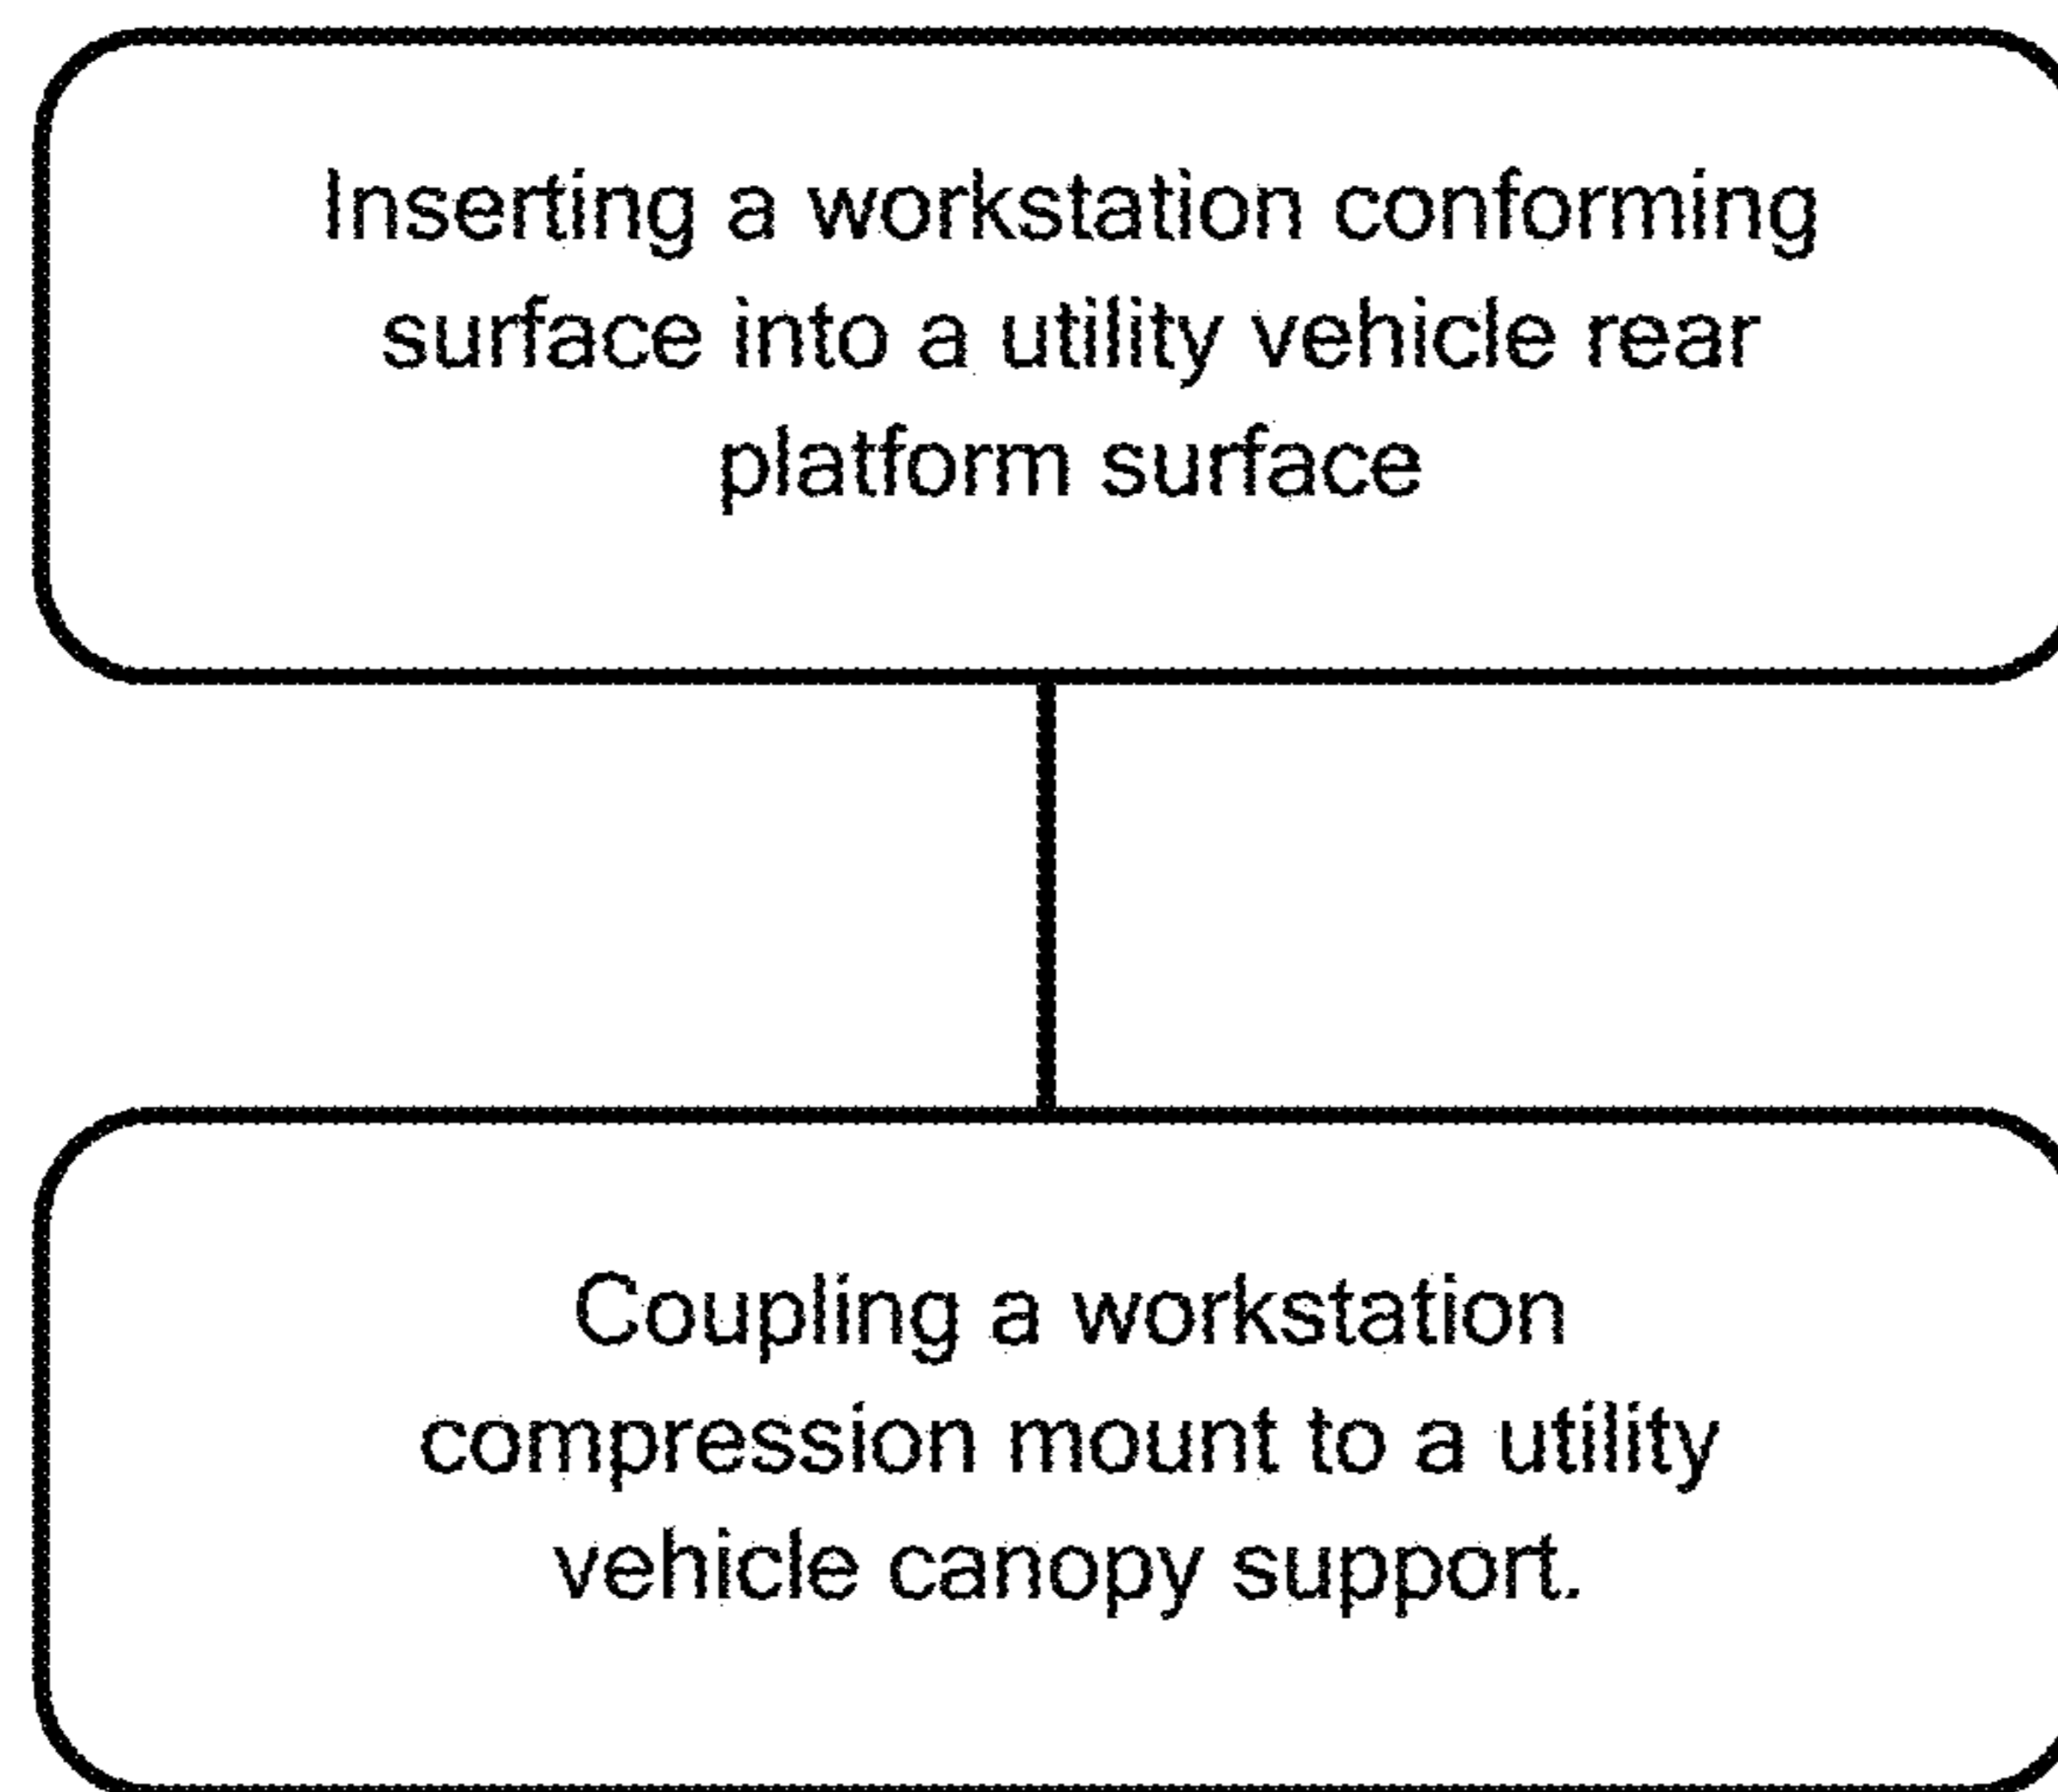 Inserting a workstation conforming
surface into a utility vehicle rear
platform surface
Coupling a workstation
compression mount to a utility
vehicle canopy support.